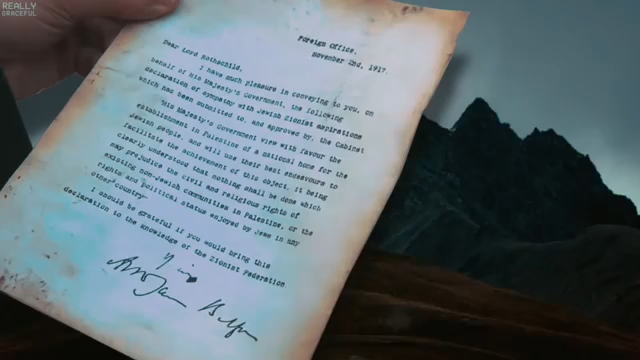 REALLY
GRACEFUL
Foreign Office,
November 2nd, 1917.
Dear Lord Rothschild,
I have much pleasure in conveying to you, on
behalf of His Majesty's Government, the following
declaration of sympathy with Jewish Zionist aspirations
which has been submitted to, and approved by, the Cabinet
"His Majesty's Government view with favour the
establishment in Palestine of a national home for the
Jewish people, and will use their best endeavours to
facilitate the achievement of this object, it being
clearly understood that nothing shall be done which
may prejudice the civil and religious rights of
existing non-Jewish communities in Palestine, or the
rights and political status enjoyed by Jews in any
other country"
I should be grateful if you would bring this
declaration to the knowledge of the Zionist Federation